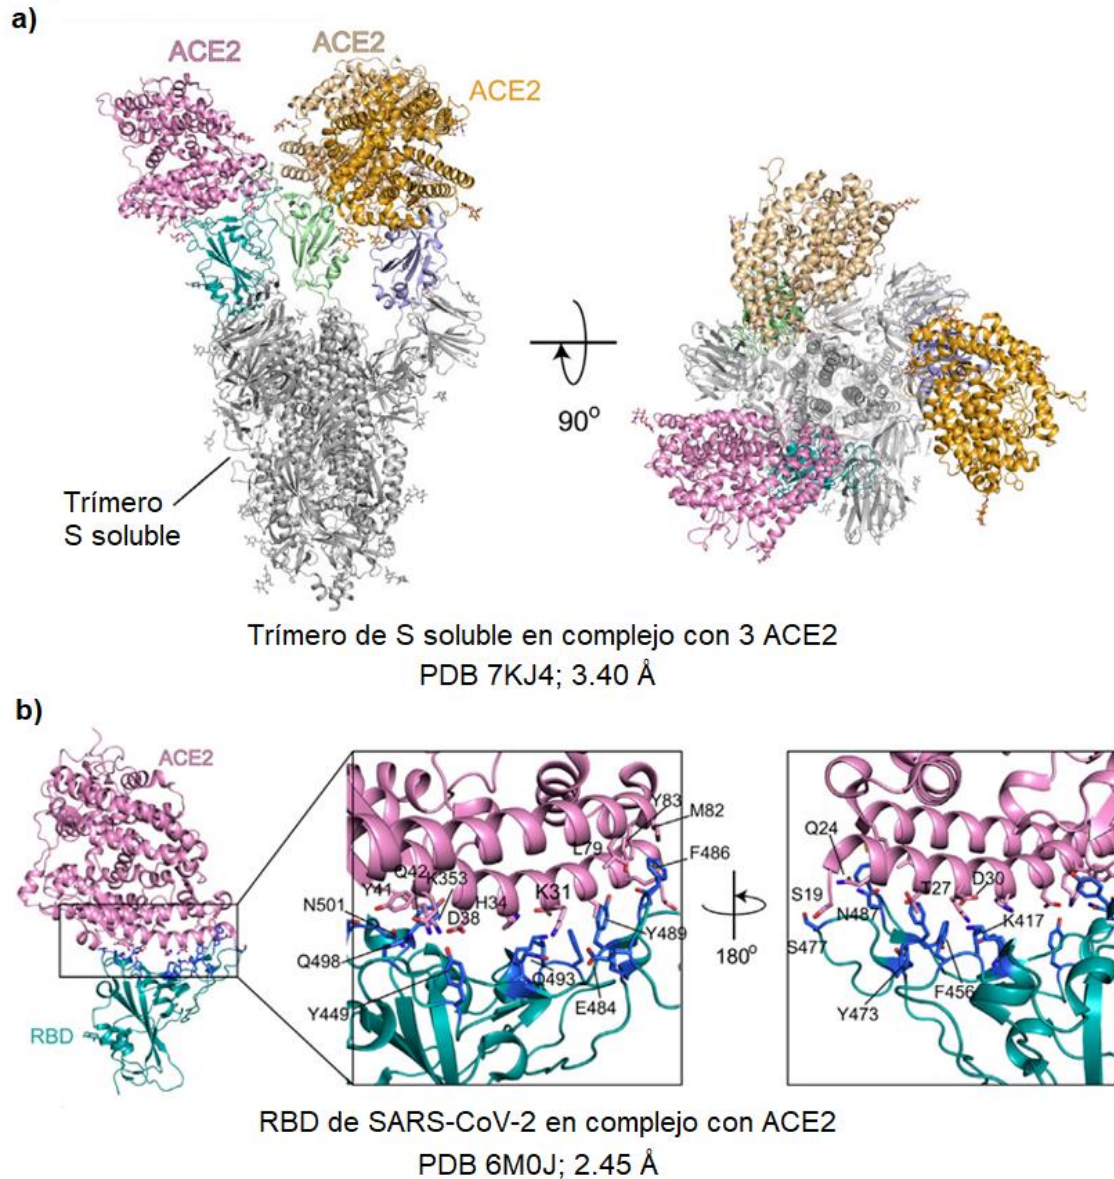 a)
ACE2
ACE2
ACE2
90°
Trímero
S soluble
Trímero de S soluble en complejo con 3 ACE2
PDB 7KJ4; 3.40 Å
b)
ACE2
RBD
Y83
M82
L79
F486
Q42
K353
Y41
K31
H34
N501
D38
Y489
Q498
Q493
E484
Y449
180°
Q24
D30
T27
S19
N487
K417
S477
F456
Y473
RBD de SARS-CoV-2 en complejo con ACE2
PDB 6M0J; 2.45 Å